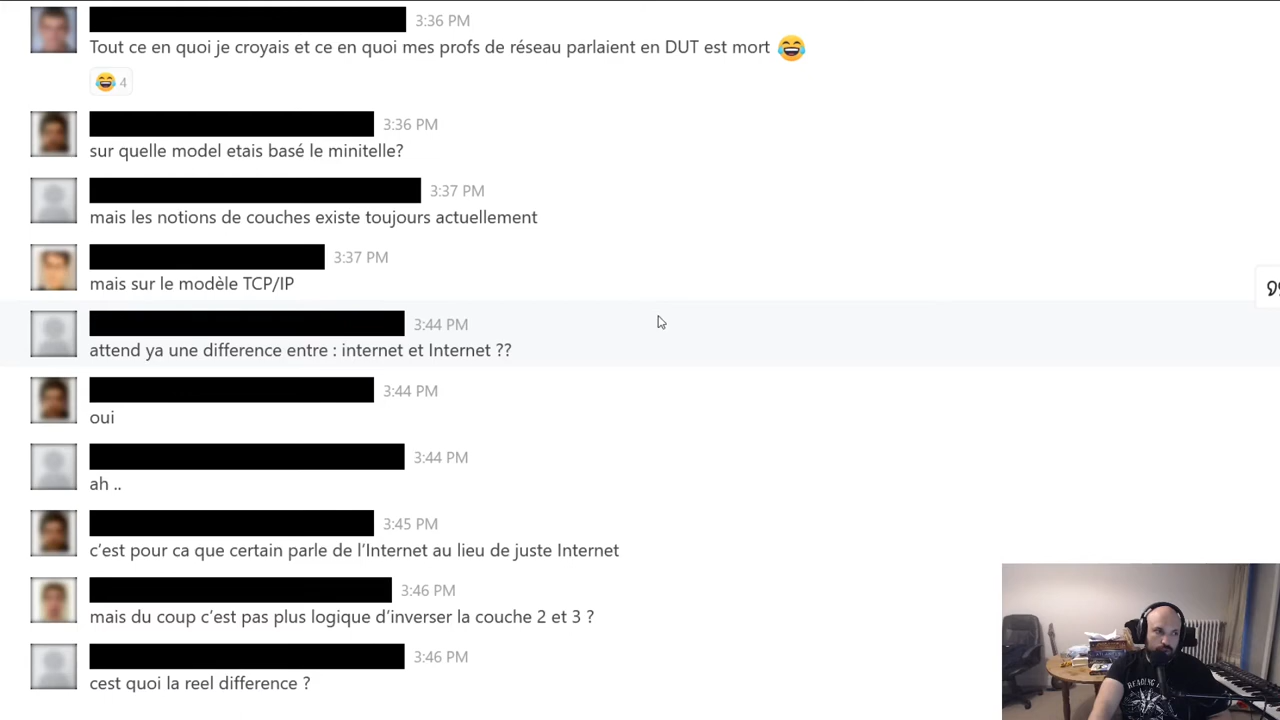 3:36 PM
Tout ce en quoi je croyais et ce en quoi mes profs de réseau parlaient en DUT est mort 😂
😂 4
3:36 PM
sur quelle model etais basé le minitelle?
3:37 PM
mais les notions de couches existe toujours actuellement
3:37 PM
mais sur le modèle TCP/IP
3:44 PM
attend ya une difference entre : internet et Internet ??
3:44 PM
oui
3:44 PM
ah ..
3:45 PM
c'est pour ca que certain parle de l'Internet au lieu de juste Internet
3:46 PM
mais du coup c'est pas plus logique d'inverser la couche 2 et 3 ?
3:46 PM
cest quoi la reel difference ?